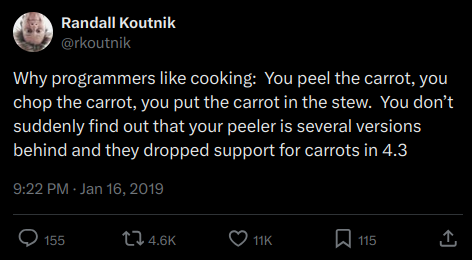 Randall Koutnik
@rkoutnik
Why programmers like cooking:  You peel the carrot, you
chop the carrot, you put the carrot in the stew.  You don’t
suddenly find out that your peeler is several versions
behind and they dropped support for carrots in 4.3
9:22 PM · Jan 16, 2019
155 4.6K 11K 115